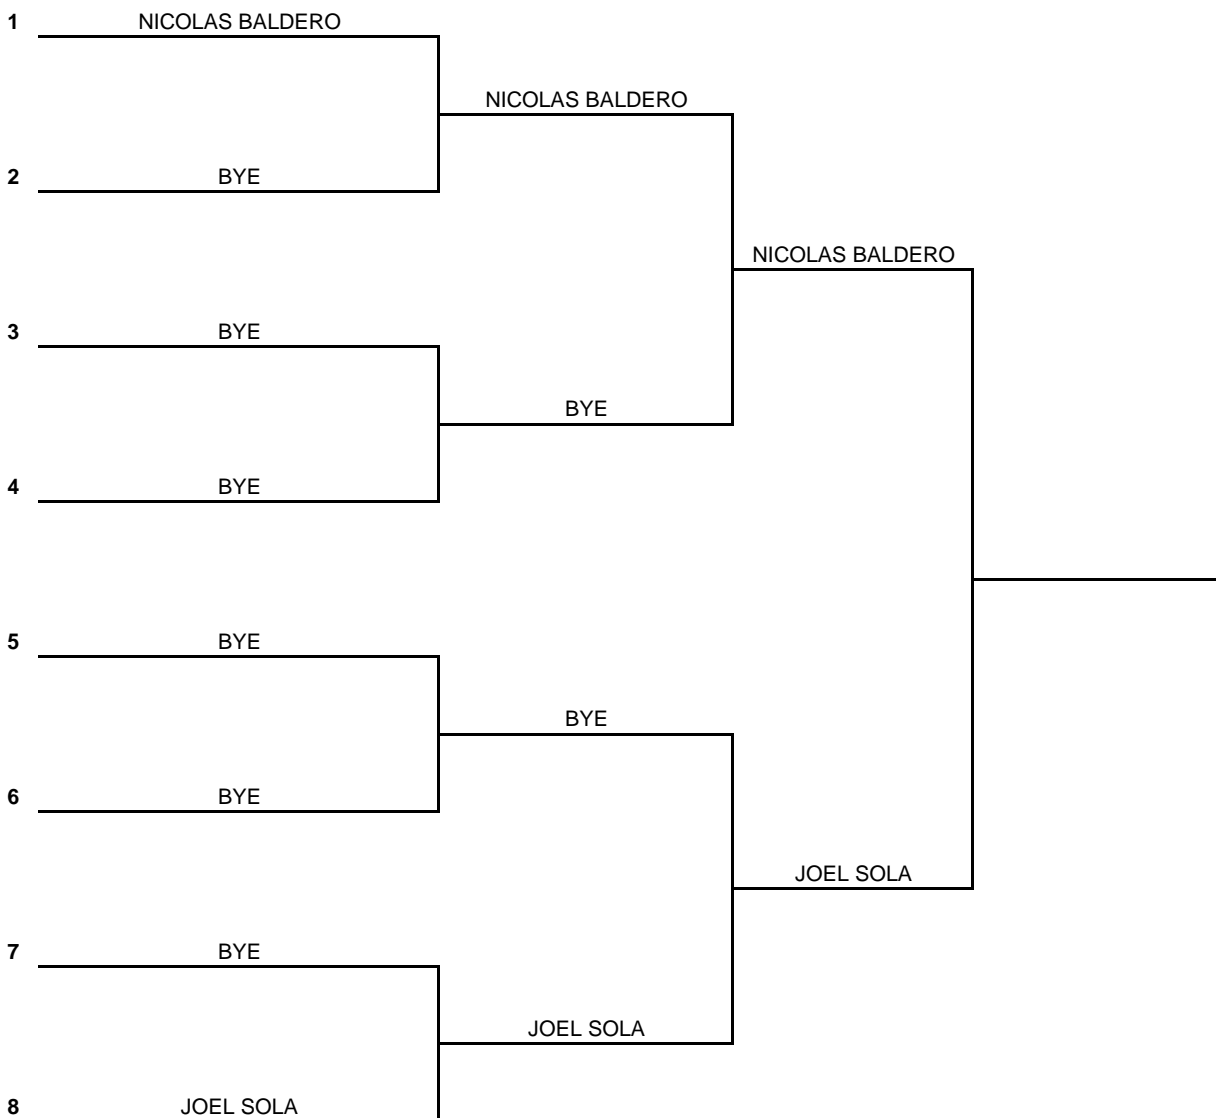 1 NICOLAS BALDERO
NICOLAS BALDERO
2 BYE
NICOLAS BALDERO
3 BYE
BYE
4 BYE
5 BYE
BYE
6 BYE
JOEL SOLA
7 BYE
JOEL SOLA
8 JOEL SOLA